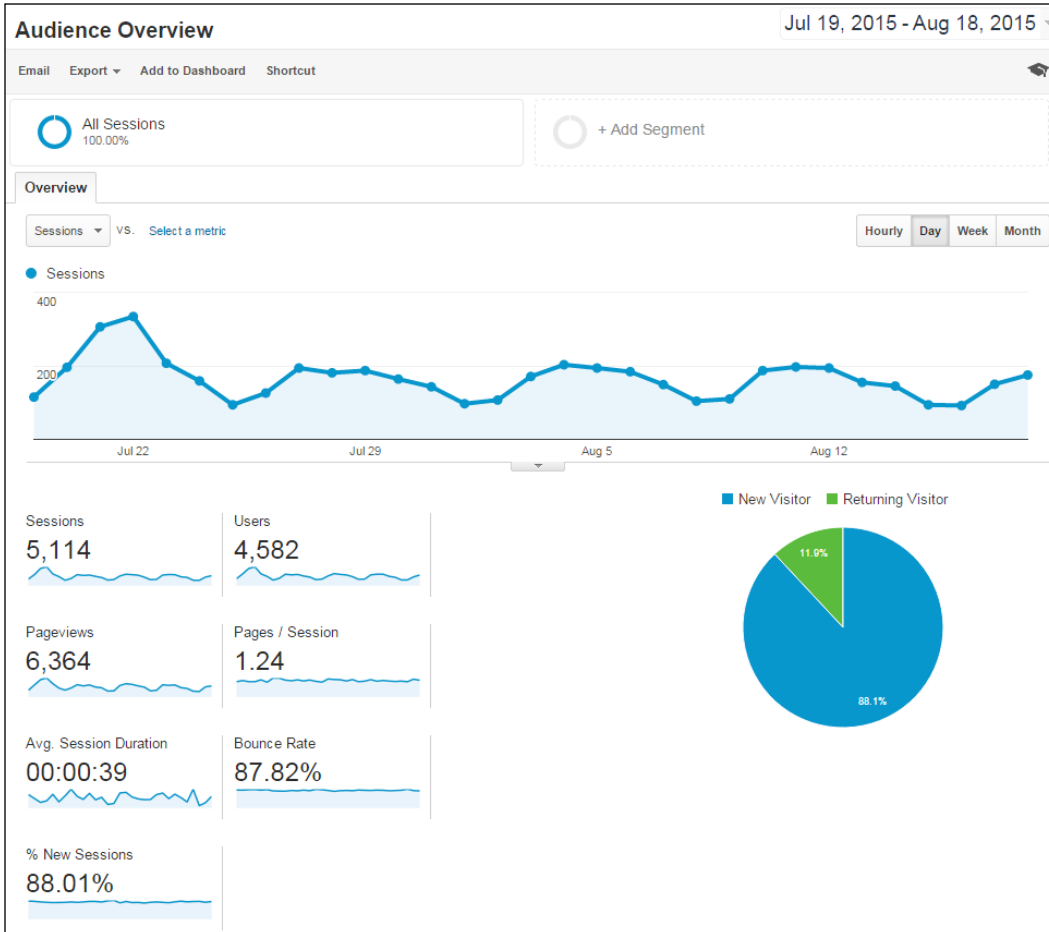 Audience Overview
Jul 19, 2015 - Aug 18, 2015
Email Export Add to Dashboard Shortcut
All Sessions
100.00%
+ Add Segment
Overview
Sessions VS. Select a metric
Hourly Day Week Month
Sessions
400
200
Jul 22 Jul 29 Aug 5 Aug 12
New Visitor Returning Visitor
Sessions
5,114
Users
4,582
11.9%
88.1%
Pageviews
6,364
Pages / Session
1.24
Avg. Session Duration
00:00:39
Bounce Rate
87.82%
% New Sessions
88.01%